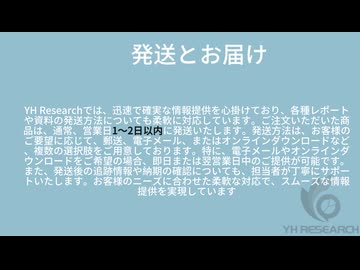 発送とお届け
YH Researchでは、迅速で確実な情報提供を心掛けており、各種レポート
や資料の発送方法についても柔軟に対応しています。ご注文いただいた商
品は、通常、営業日1～2日以内に発送いたします。発送方法は、お客様の
ご要望に応じて、郵送、電子メール、またはオンラインダウンロードなど
、複数の選択肢をご用意しております。特に、電子メールやオンラインダ
ウンロードをご希望の場合、即日または翌営業日中のご提供が可能です。
また、発送後の追跡情報や納期の確認についても、担当者が丁寧にサポー
トいたします。お客様のニーズに合わせた柔軟な対応で、スムーズな情報
提供を実現しています
YH RESEARCH